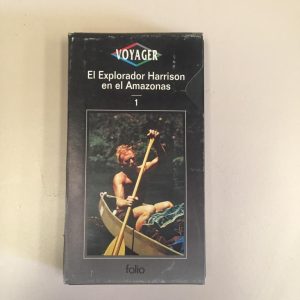 VOYAGER
El Explorador Harrison
en el Amazonas
1
folio